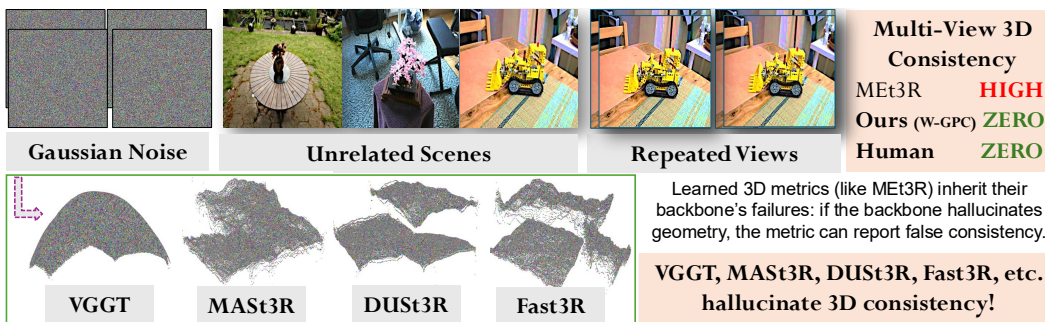 Gaussian Noise
Unrelated Scenes
Repeated Views
Multi-View 3D
Consistency
MEt3R HIGH
Ours (W-GPC) ZERO
Human ZERO
VGGT
MASt3R
DUSt3R
Fast3R
Learned 3D metrics (like MEt3R) inherit their
backbone's failures: if the backbone hallucinates
geometry, the metric can report false consistency.
VGGT, MASt3R, DUSt3R, Fast3R, etc.
hallucinate 3D consistency!